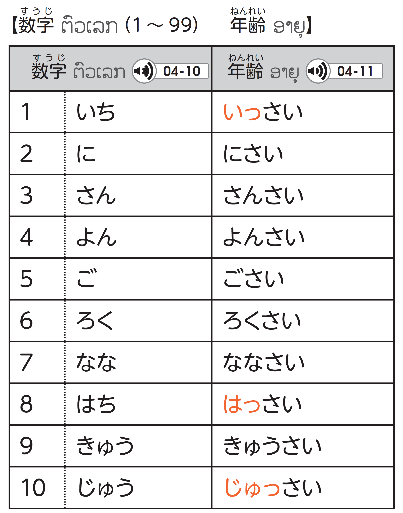 【数字 ຕົວເລກ (1 ～ 99) 年齢 ອາຍຸ】
すうじ ねんれい
数字 ຕົວເລກ 04-10 年齢 ອາຍຸ 04-11
すうじ ねんれい
1 いち いっさい
2 に にさい
3 さん さんさい
4 よん よんさい
5 ご ごさい
6 ろく ろくさい
7 なな ななさい
8 はち はっさい
9 きゅう きゅうさい
10 じゅう じゅっさい